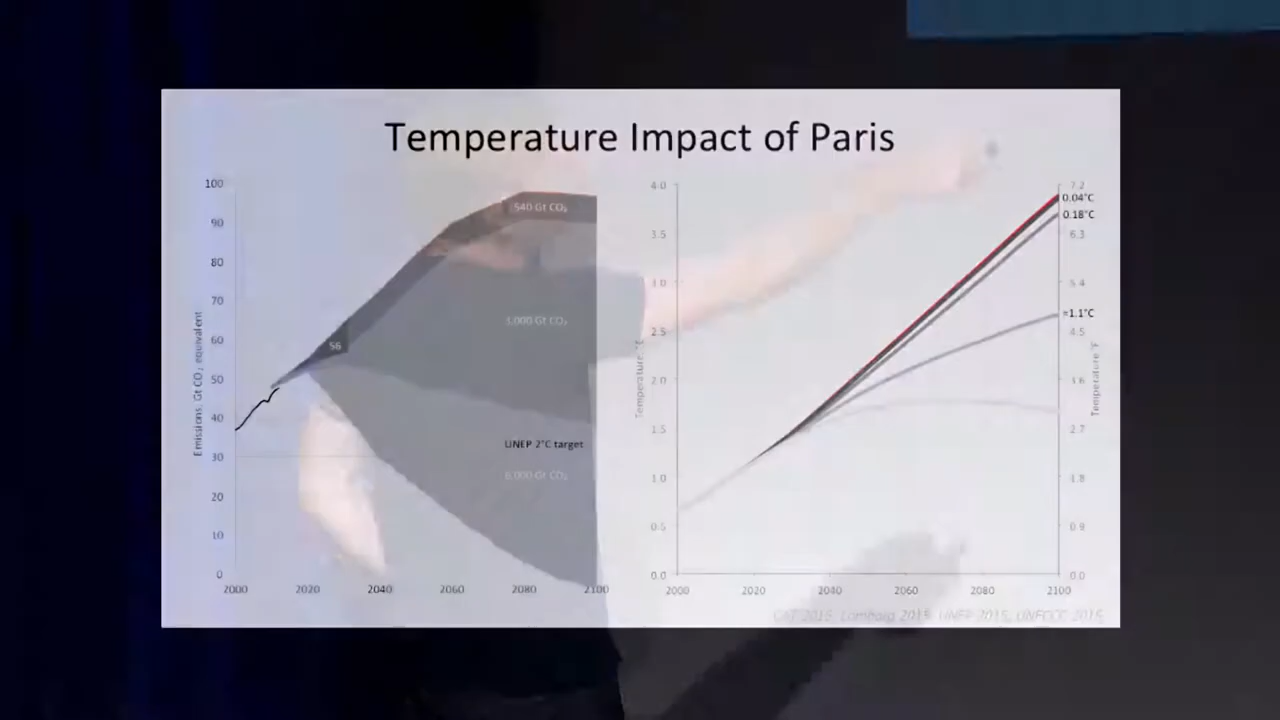 Temperature Impact of Paris
100
90
80
70
60
50
40
30
20
10
0
Emissions, Gt CO₂ equivalent
540 Gt CO₂
56
3,000 Gt CO₂
UNEP 2°C target
6,000 Gt CO₂
2000 2020 2040 2060 2080 2100
4.0
3.5
3.0
2.5
2.0
1.5
1.0
0.5
0.0
Temperature °C
7.2
0.04°C
0.18°C
6.3
5.4
≈1.1°C
4.5
3.6
2.7
1.8
0.9
0.0
Temperature °F
2000 2020 2040 2060 2080 2100
CAT 2015, Lomborg 2015, UNEP 2015, UNFCCC 2015